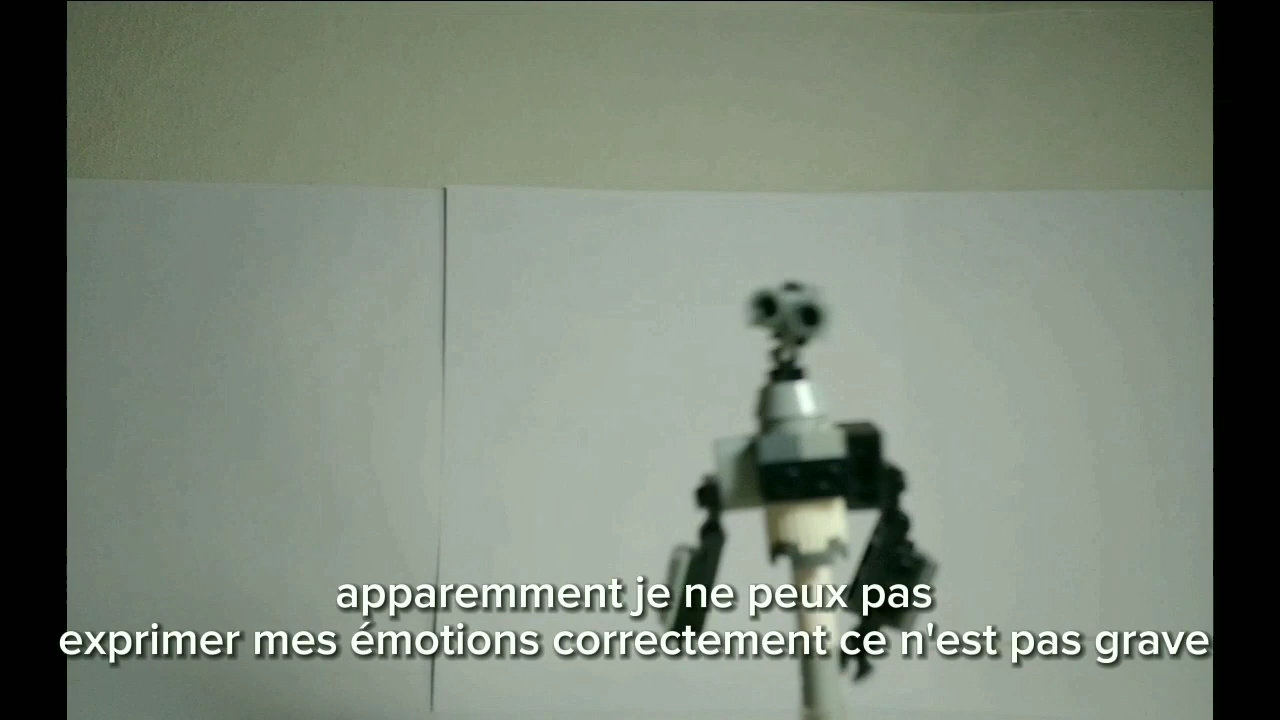 apparemment je ne peux pas
exprimer mes émotions correctement ce n'est pas grave